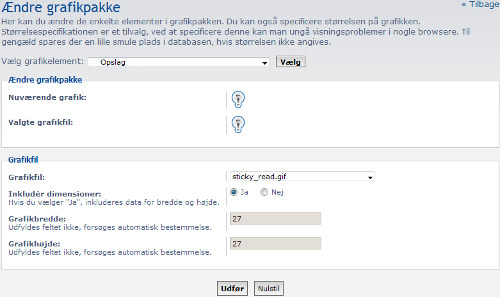 Ændre grafikpakke
« Tilbage
Her kan du ændre de enkelte elementer i grafikpakken. Du kan også specificere størrelsen på grafikken.
Størrelsespecifikationen er et tilvalg, ved at specificere denne kan man ungå visningsproblemer i nogle browsere. Til
gengæld spares der en lille smule plads i databasen, hvis størrelsen ikke angives.
Vælg grafikelement: Opslag Vælg
Ændre grafikpakke
Nuværende grafik:
Valgte grafikfil:
Grafikfil
Grafikfil: sticky_read.gif
Inkludér dimensioner: Ja Nej
Hvis du vælger "Ja", inkluderes data for bredde og højde.
Grafikbredde: 27
Udfyldes feltet ikke, forsøges automatisk bestemmelse.
Grafikhøjde: 27
Udfyldes feltet ikke, forsøges automatisk bestemmelse.
Udfør Nulstil